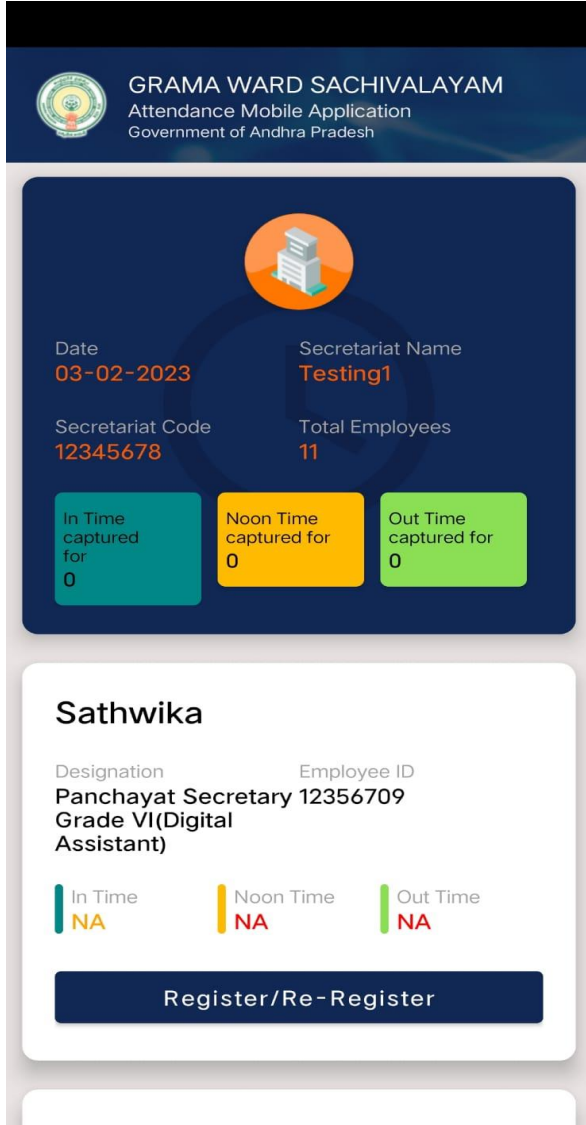 GRAMA WARD SACHIVALAYAM
Attendance Mobile Application
Government of Andhra Pradesh
Date
03-02-2023
Secretariat Name
Testing1
Secretariat Code
12345678
Total Employees
11
In Time
captured
for
0
Noon Time
captured for
0
Out Time
captured for
0
Sathwika
Designation
Panchayat Secretary
Grade VI(Digital
Assistant)
Employee ID
12356709
In Time
NA
Noon Time
NA
Out Time
NA
Register/Re-Register